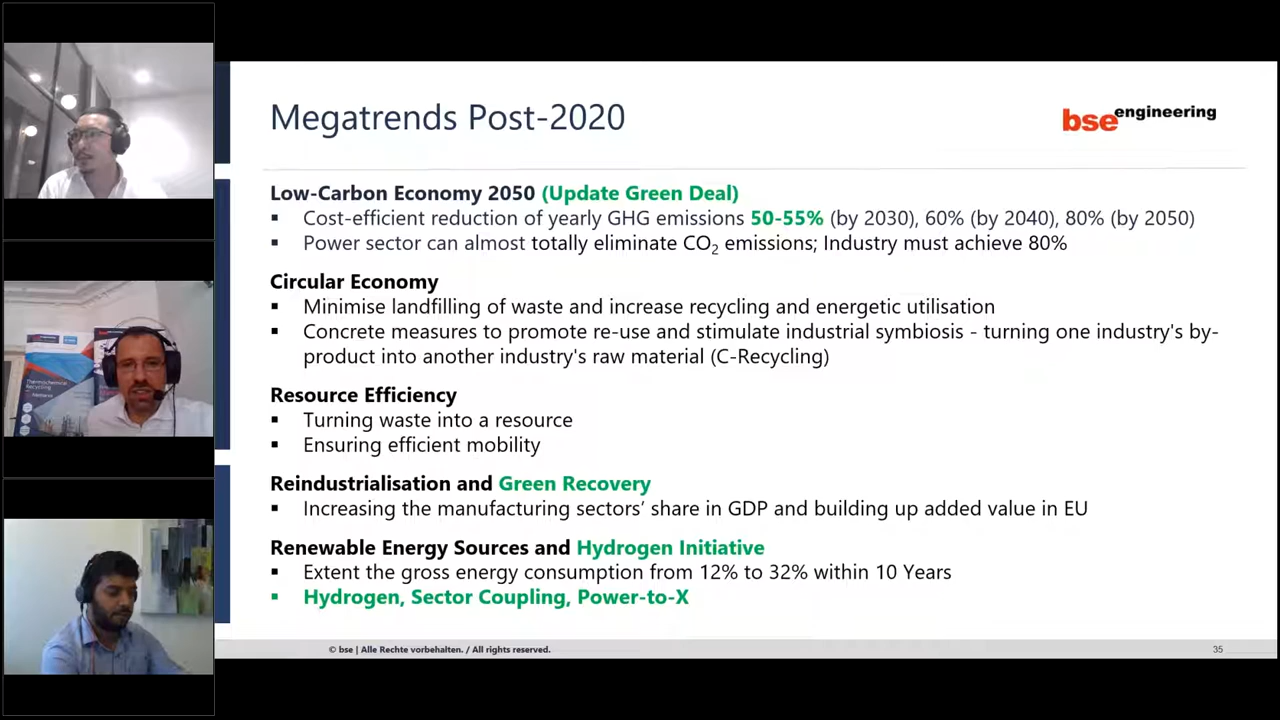 Megatrends Post-2020
bse engineering
Low-Carbon Economy 2050 (Update Green Deal)
▪ Cost-efficient reduction of yearly GHG emissions 50-55% (by 2030), 60% (by 2040), 80% (by 2050)
▪ Power sector can almost totally eliminate CO₂ emissions; Industry must achieve 80%
Circular Economy
▪ Minimise landfilling of waste and increase recycling and energetic utilisation
▪ Concrete measures to promote re-use and stimulate industrial symbiosis - turning one industry's by-
product into another industry's raw material (C-Recycling)
Resource Efficiency
▪ Turning waste into a resource
▪ Ensuring efficient mobility
Reindustrialisation and Green Recovery
▪ Increasing the manufacturing sectors’ share in GDP and building up added value in EU
Renewable Energy Sources and Hydrogen Initiative
▪ Extent the gross energy consumption from 12% to 32% within 10 Years
▪ Hydrogen, Sector Coupling, Power-to-X
© bse | Alle Rechte vorbehalten. / All rights reserved.
35
Thermochemical
Recycling